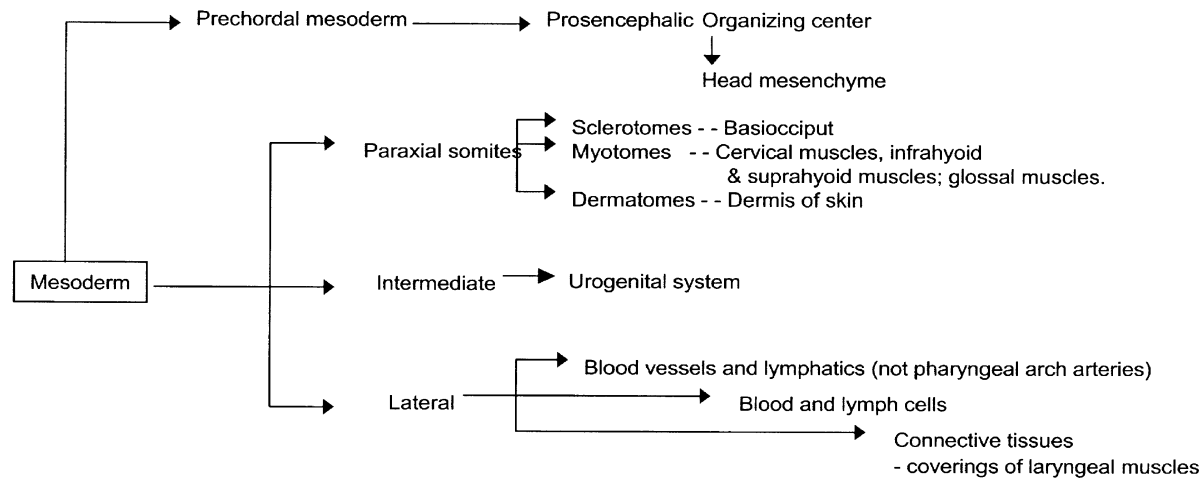 Prechordal mesoderm
Prosencephalic Organizing center
Head mesenchyme
Paraxial somites
Sclerotomes - - Basiocciput
Myotomes - - Cervical muscles, infrahyoid
& suprahyoid muscles; glossal muscles.
Dermatomes - - Dermis of skin
Mesoderm
Intermediate
Urogenital system
Lateral
Blood vessels and lymphatics (not pharyngeal arch arteries)
Blood and lymph cells
Connective tissues
- coverings of laryngeal muscles